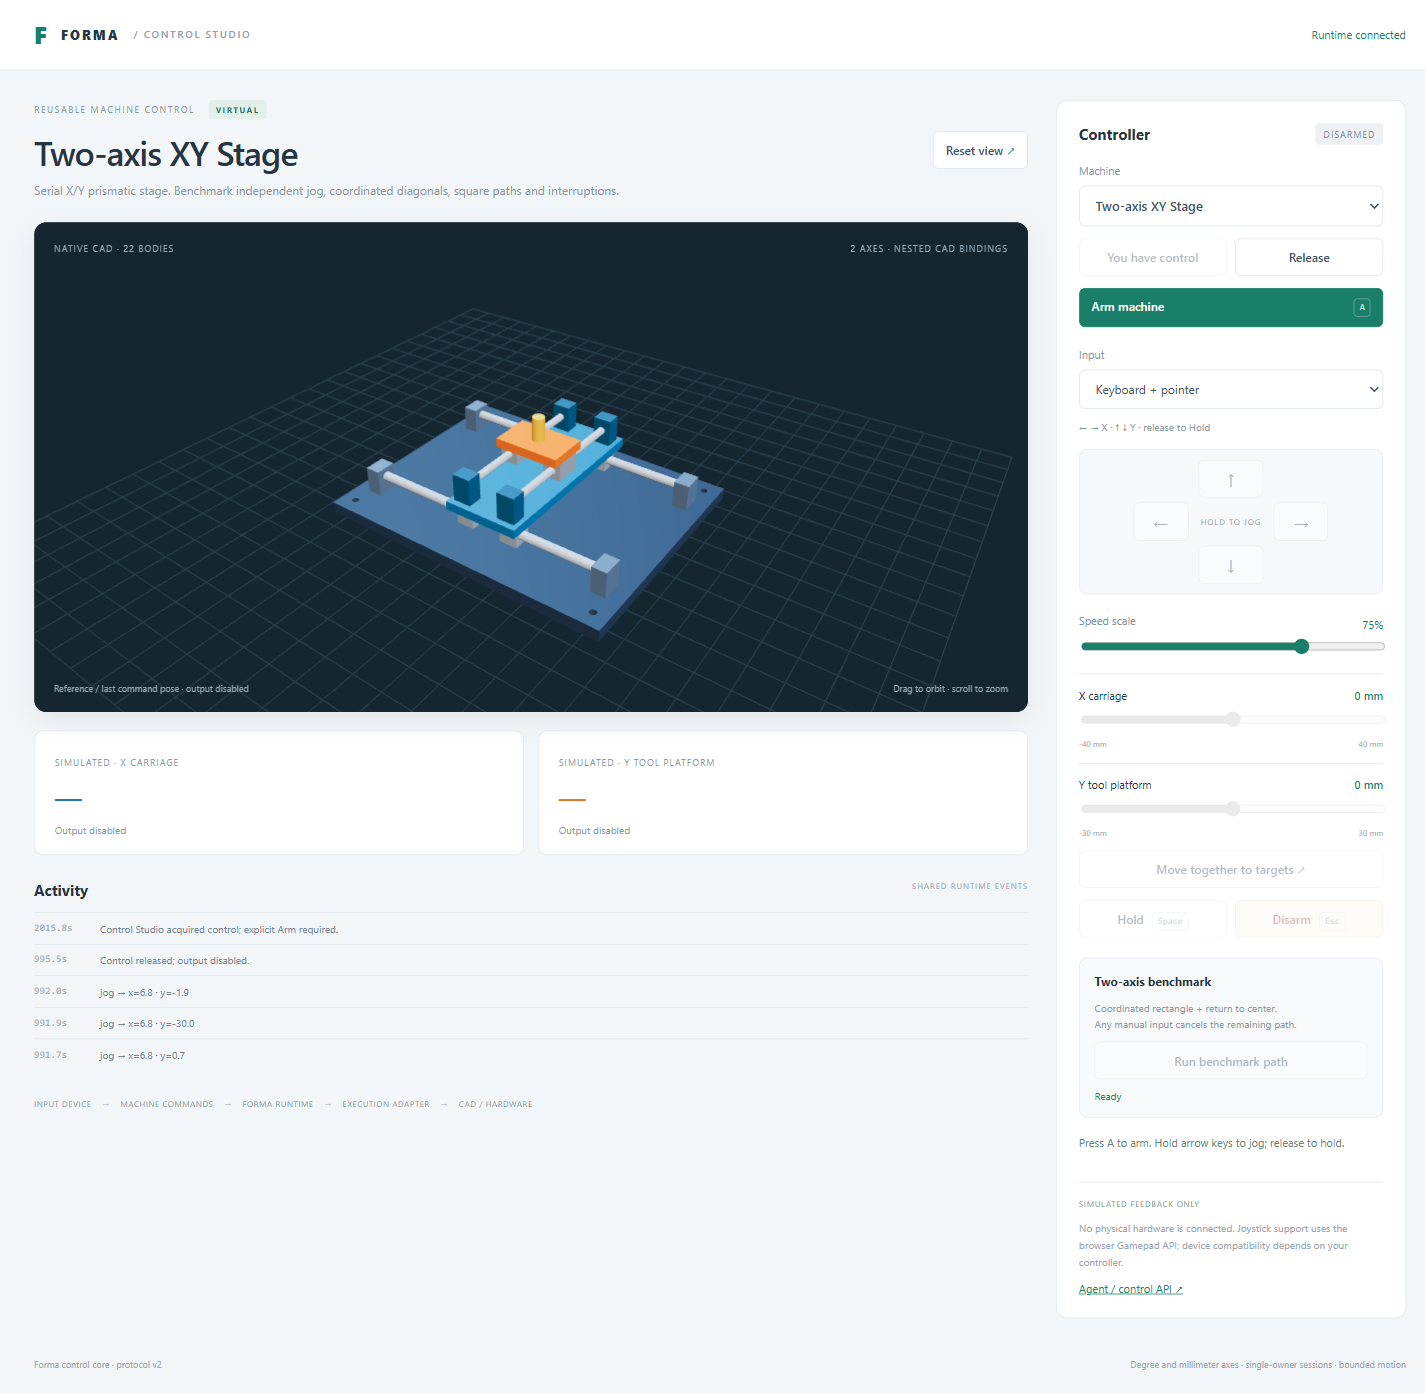 F FORMA / CONTROL STUDIO
Runtime connected
REUSABLE MACHINE CONTROL VIRTUAL
Two-axis XY Stage
Reset view ↗
Serial X/Y prismatic stage. Benchmark independent jog, coordinated diagonals, square paths and interruptions.
NATIVE CAD · 22 BODIES
2 AXES · NESTED CAD BINDINGS
Reference / last command pose · output disabled
Drag to orbit · scroll to zoom
SIMULATED · X CARRIAGE
—
Output disabled
SIMULATED · Y TOOL PLATFORM
—
Output disabled
Activity
SHARED RUNTIME EVENTS
2015.8s Control Studio acquired control; explicit Arm required.
995.5s Control released; output disabled.
992.0s jog → x=6.8 · y=-1.9
991.9s jog → x=6.8 · y=-30.0
991.7s jog → x=6.8 · y=0.7
INPUT DEVICE → MACHINE COMMANDS → FORMA RUNTIME → EXECUTION ADAPTER → CAD / HARDWARE
Controller
DISARMED
Machine
Two-axis XY Stage
You have control
Release
Arm machine A
Input
Keyboard + pointer
← → X · ↑ ↓ Y · release to Hold
↑
← HOLD TO JOG →
↓
Speed scale 75%
X carriage 0 mm
-40 mm 40 mm
Y tool platform 0 mm
-30 mm 30 mm
Move together to targets ↗
Hold Space
Disarm Esc
Two-axis benchmark
Coordinated rectangle + return to center.
Any manual input cancels the remaining path.
Run benchmark path
Ready
Press A to arm. Hold arrow keys to jog; release to hold.
SIMULATED FEEDBACK ONLY
No physical hardware is connected. Joystick support uses the
browser Gamepad API; device compatibility depends on your
controller.
Agent / control API ↗
Forma control core · protocol v2
Degree and millimeter axes · single-owner sessions · bounded motion